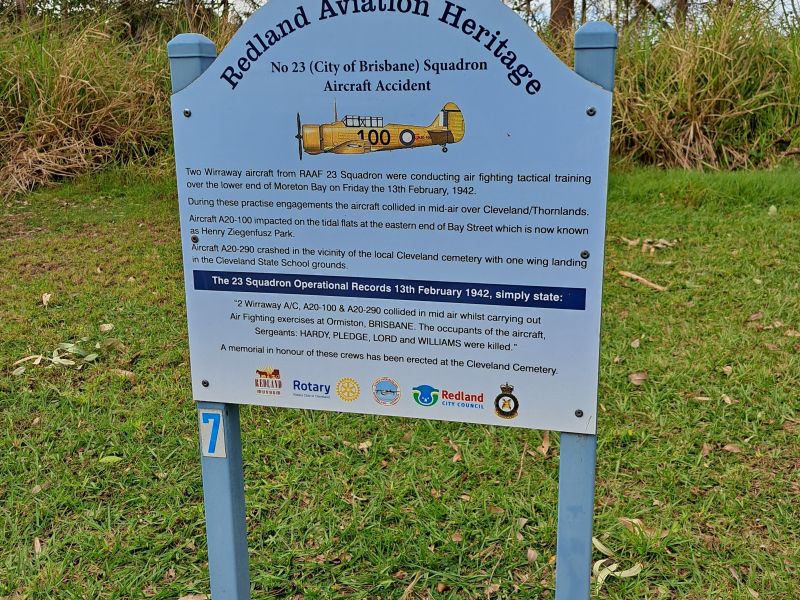 Redland Aviation Heritage
No 23 (City of Brisbane) Squadron
Aircraft Accident
100
Two Wirraway aircraft from RAAF 23 Squadron were conducting air fighting tactical training
over the lower end of Moreton Bay on Friday the 13th February, 1942.
During these practise engagements the aircraft collided in mid-air over Cleveland/Thornlands.
Aircraft A20-100 impacted on the tidal flats at the eastern end of Bay Street which is now known
as Henry Ziegenfusz Park.
Aircraft A20-290 crashed in the vicinity of the local Cleveland cemetery with one wing landing
in the Cleveland State School grounds.
The 23 Squadron Operational Records 13th February 1942, simply state:
"2 Wirraway A/C, A20-100 & A20-290 collided in mid air whilst carrying out
Air Fighting exercises at Ormiston, BRISBANE. The occupants of the aircraft,
Sergeants: HARDY, PLEDGE, LORD and WILLIAMS were killed."
A memorial in honour of these crews has been erected at the Cleveland Cemetery.
REDLAND
museum
Rotary
Rotary Club of Cleveland
Redland
CITY COUNCIL
7